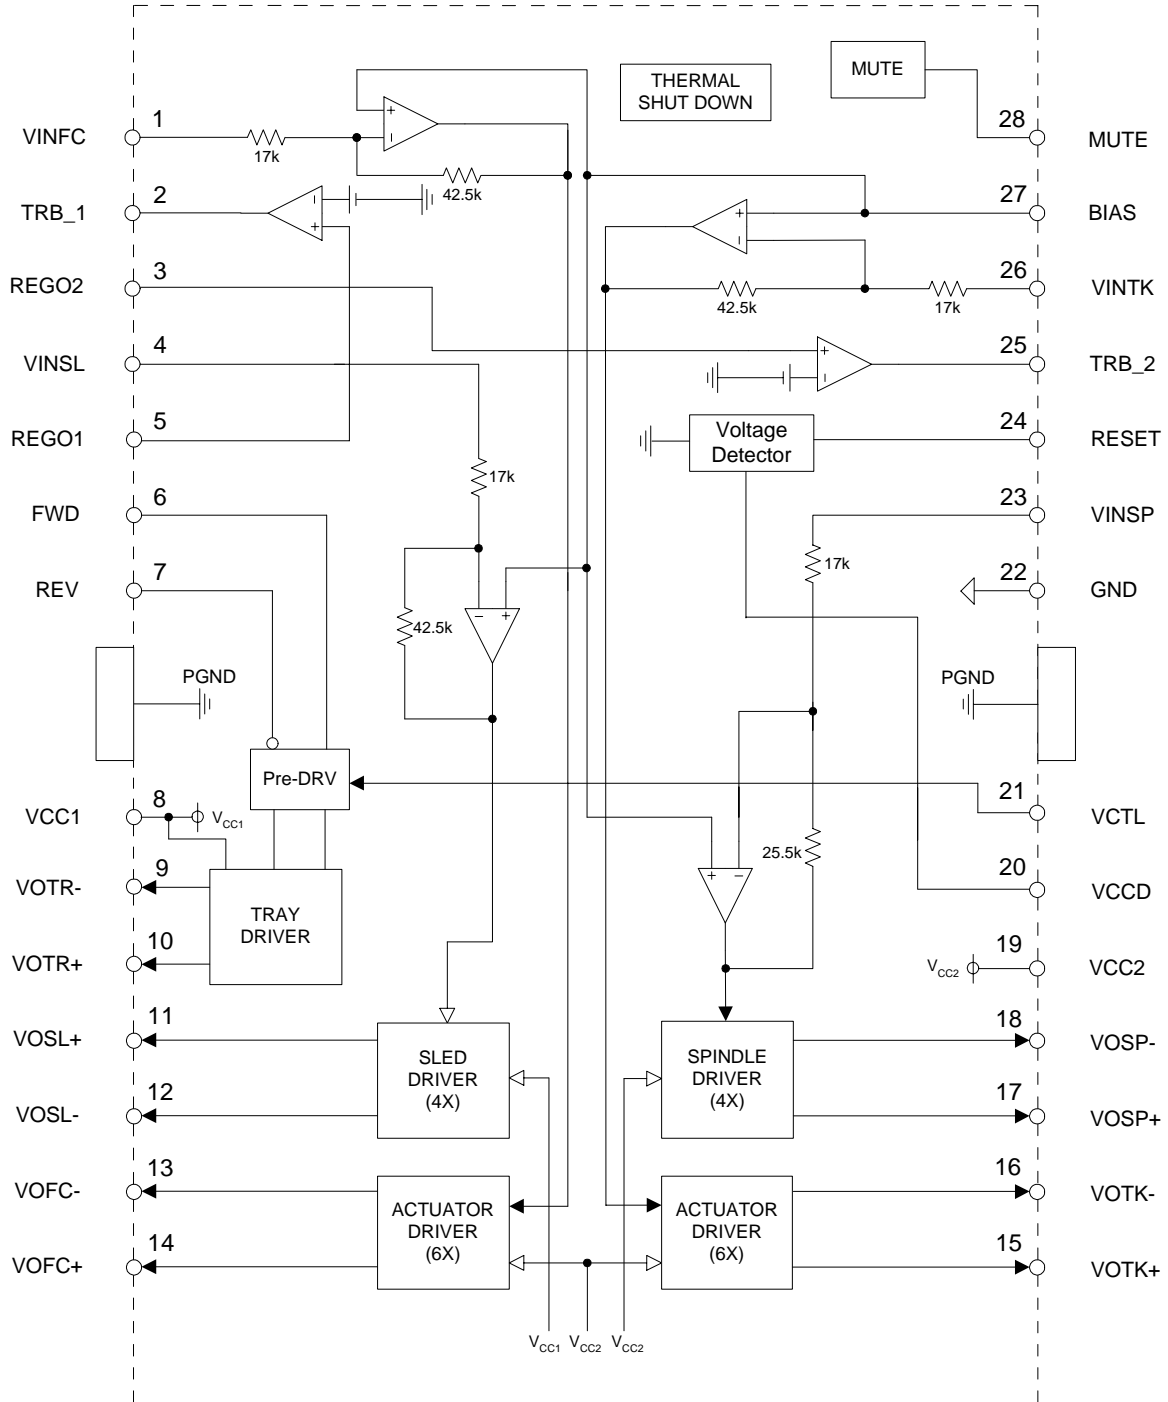 THERMAL
SHUT DOWN
MUTE
1
VINFC
17k
42.5k
28
MUTE
2
TRB_1
27
BIAS
3
REGO2
26
VINTK
42.5k
17k
4
VINSL
25
TRB_2
5
REGO1
Voltage
Detector
24
RESET
17k
6
FWD
23
VINSP
17k
7
REV
22
GND
42.5k
PGND
PGND
Pre-DRV
8
VCC1
VCC1
21
VCTL
25.5k
9
VOTR-
20
VCCD
TRAY
DRIVER
10
VOTR+
19
VCC2
VCC2
11
VOSL+
18
VOSP-
SLED
DRIVER
(4X)
SPINDLE
DRIVER
(4X)
12
VOSL-
17
VOSP+
13
VOFC-
16
VOTK-
ACTUATOR
DRIVER
(6X)
ACTUATOR
DRIVER
(6X)
14
VOFC+
15
VOTK+
VCC1 VCC2 VCC2